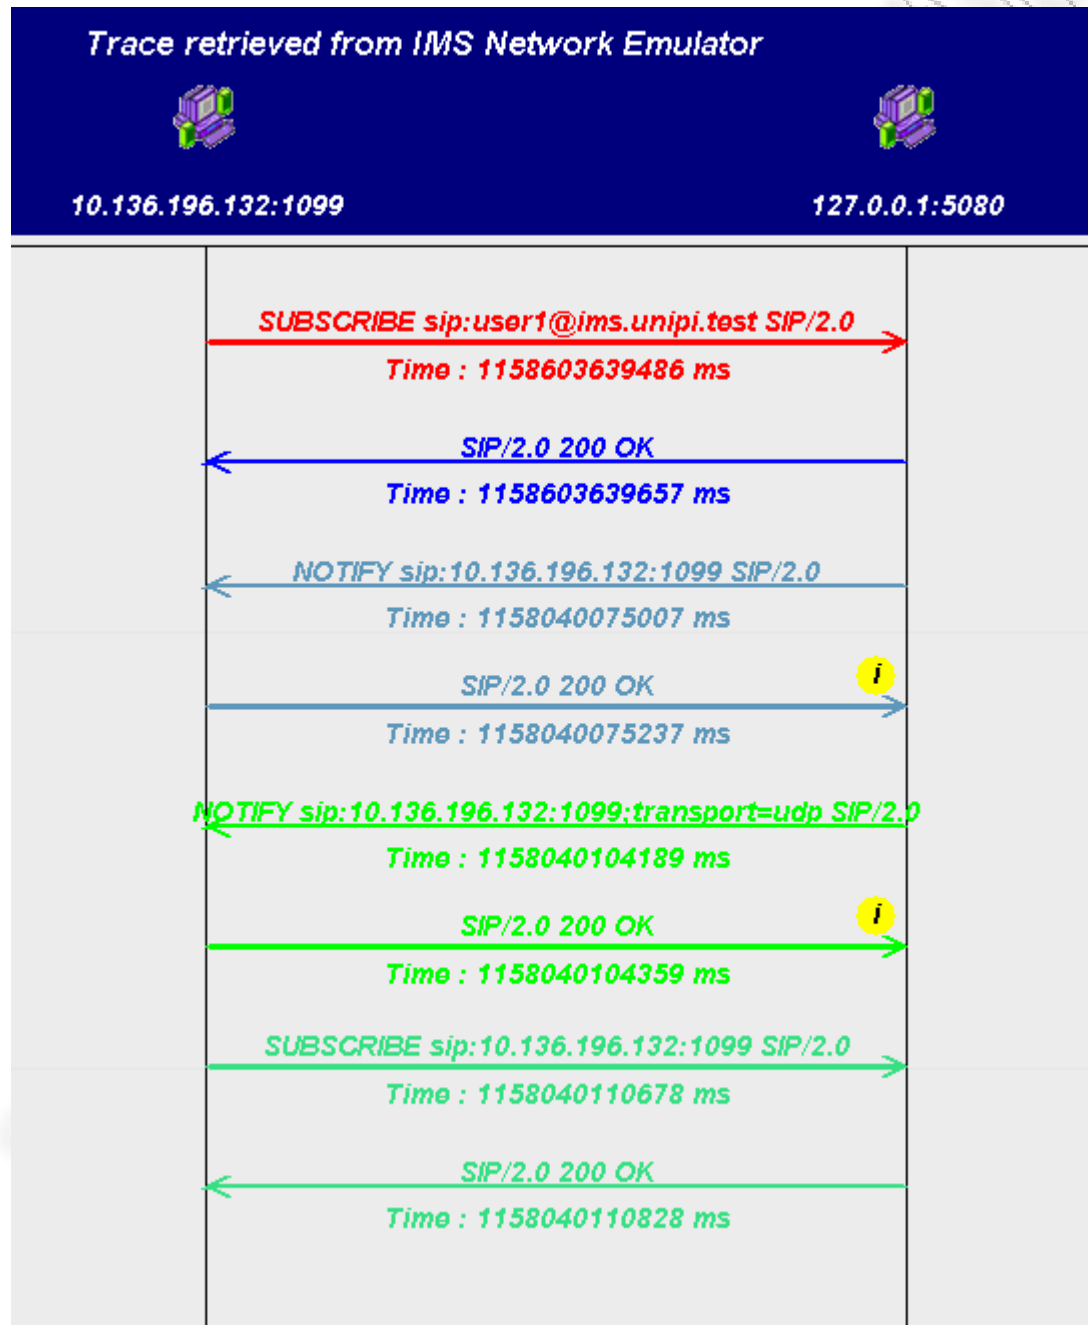 Trace retrieved from IMS Network Emulator
10.136.196.132:1099
127.0.0.1:5080
SUBSCRIBE sip:user1@ims.unipi.test SIP/2.0
Time : 1158603639486 ms
SIP/2.0 200 OK
Time : 1158603639657 ms
NOTIFY sip:10.136.196.132:1099 SIP/2.0
Time : 1158040075007 ms
i
SIP/2.0 200 OK
Time : 1158040075237 ms
NOTIFY sip:10.136.196.132:1099;transport=udp SIP/2.0
Time : 1158040104189 ms
i
SIP/2.0 200 OK
Time : 1158040104359 ms
SUBSCRIBE sip:10.136.196.132:1099 SIP/2.0
Time : 1158040110678 ms
SIP/2.0 200 OK
Time : 1158040110828 ms